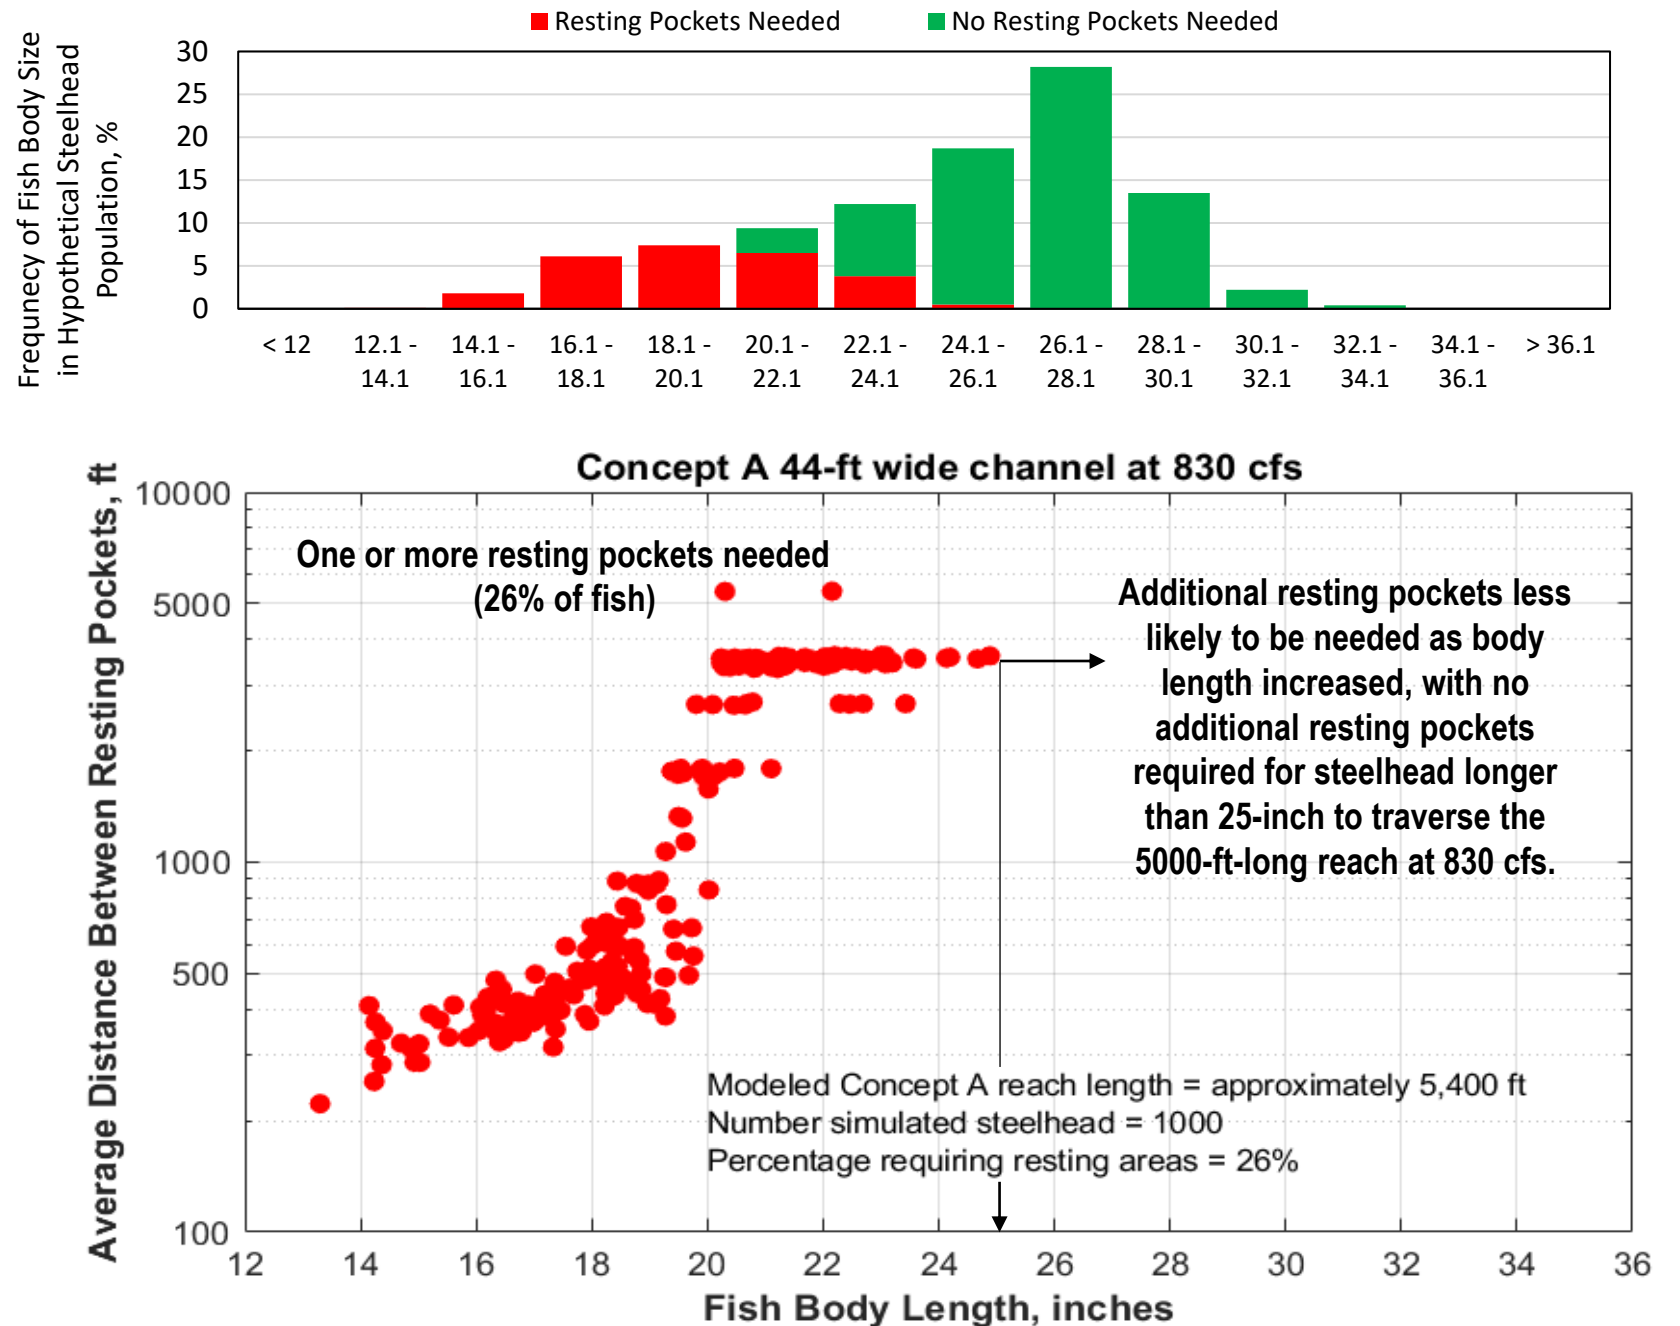 Resting Pockets Needed
No Resting Pockets Needed
Frequnecy of Fish Body Size
in Hypothetical Steelhead
Population, %
30
25
20
15
10
5
0
< 12
12.1 -
14.1
14.1 -
16.1
16.1 -
18.1
18.1 -
20.1
20.1 -
22.1
22.1 -
24.1
24.1 -
26.1
26.1 -
28.1
28.1 -
30.1
30.1 -
32.1
32.1 -
34.1
34.1 -
36.1
> 36.1
Concept A 44-ft wide channel at 830 cfs
Average Distance Between Resting Pockets, ft
10000
5000
1000
500
100
One or more resting pockets needed
(26% of fish)
Additional resting pockets less
likely to be needed as body
length increased, with no
additional resting pockets
required for steelhead longer
than 25-inch to traverse the
5000-ft-long reach at 830 cfs.
Modeled Concept A reach length = approximately 5,400 ft
Number simulated steelhead = 1000
Percentage requiring resting areas = 26%
12
14
16
18
20
22
24
26
28
30
32
34
36
Fish Body Length, inches